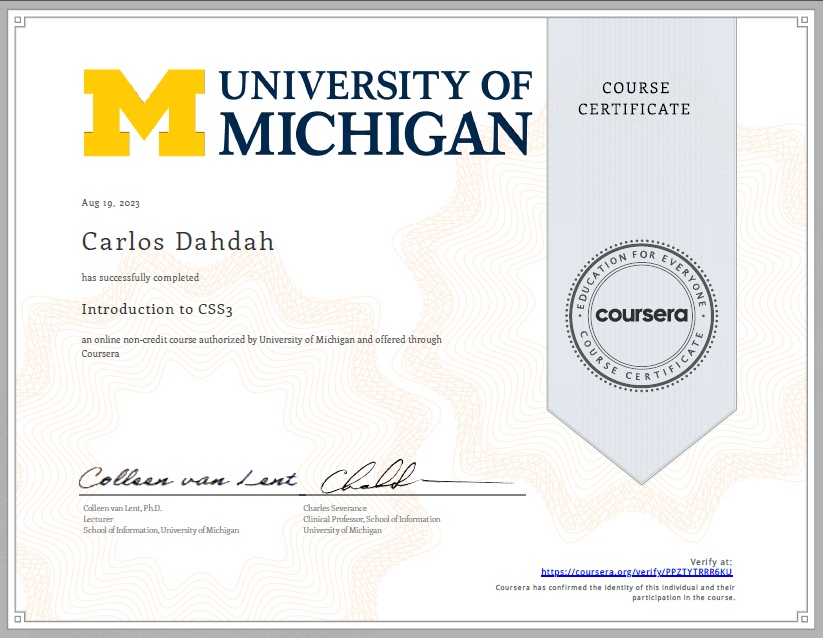 UNIVERSITY OF
MICHIGAN
COURSE
CERTIFICATE
Aug 19, 2023
Carlos Dahdah
has successfully completed
Introduction to CSS3
an online non-credit course authorized by University of Michigan and offered through
Coursera
EDUCATION FOR EVERYONE
coursera
COURSE CERTIFICATE
Colleen van Lent
Colleen van Lent, Ph.D.
Lecturer
School of Information, University of Michigan
Charles Severance
Clinical Professor, School of Information
University of Michigan
Verify at:
https://coursera.org/verify/PPZTYTRRR6KU
Coursera has confirmed the identity of this individual and their
participation in the course.